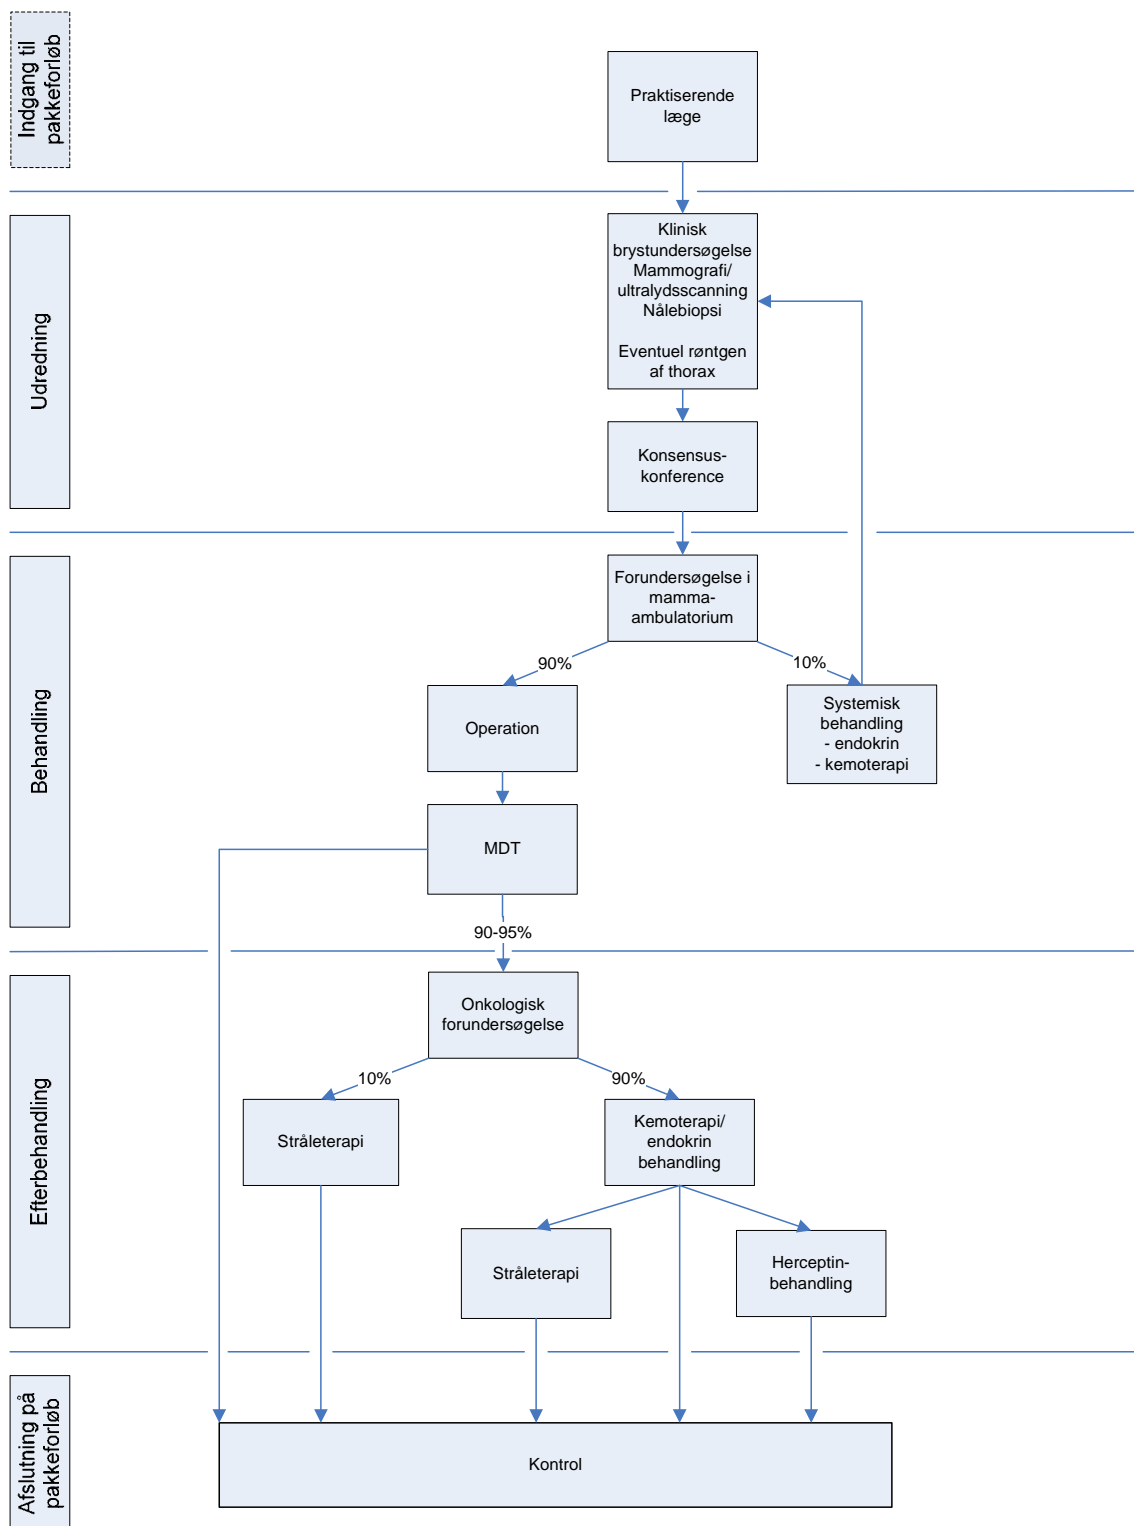 Indgang til
pakkeforløb
Praktiserende
læge
Udredning
Klinisk
brystundersøgelse
Mammografi/
ultralydsscanning
Nålebiopsi
Eventuel røntgen
af thorax
Konsensus-
konference
Behandling
Forundersøgelse i
mamma-
ambulatorium
90%
10%
Operation
Systemisk
behandling
- endokrin
- kemoterapi
MDT
90-95%
Efterbehandling
Onkologisk
forundersøgelse
10%
90%
Stråleterapi
Kemoterapi/
endokrin
behandling
Stråleterapi
Herceptin-
behandling
Afslutning på
pakkeforløb
Kontrol